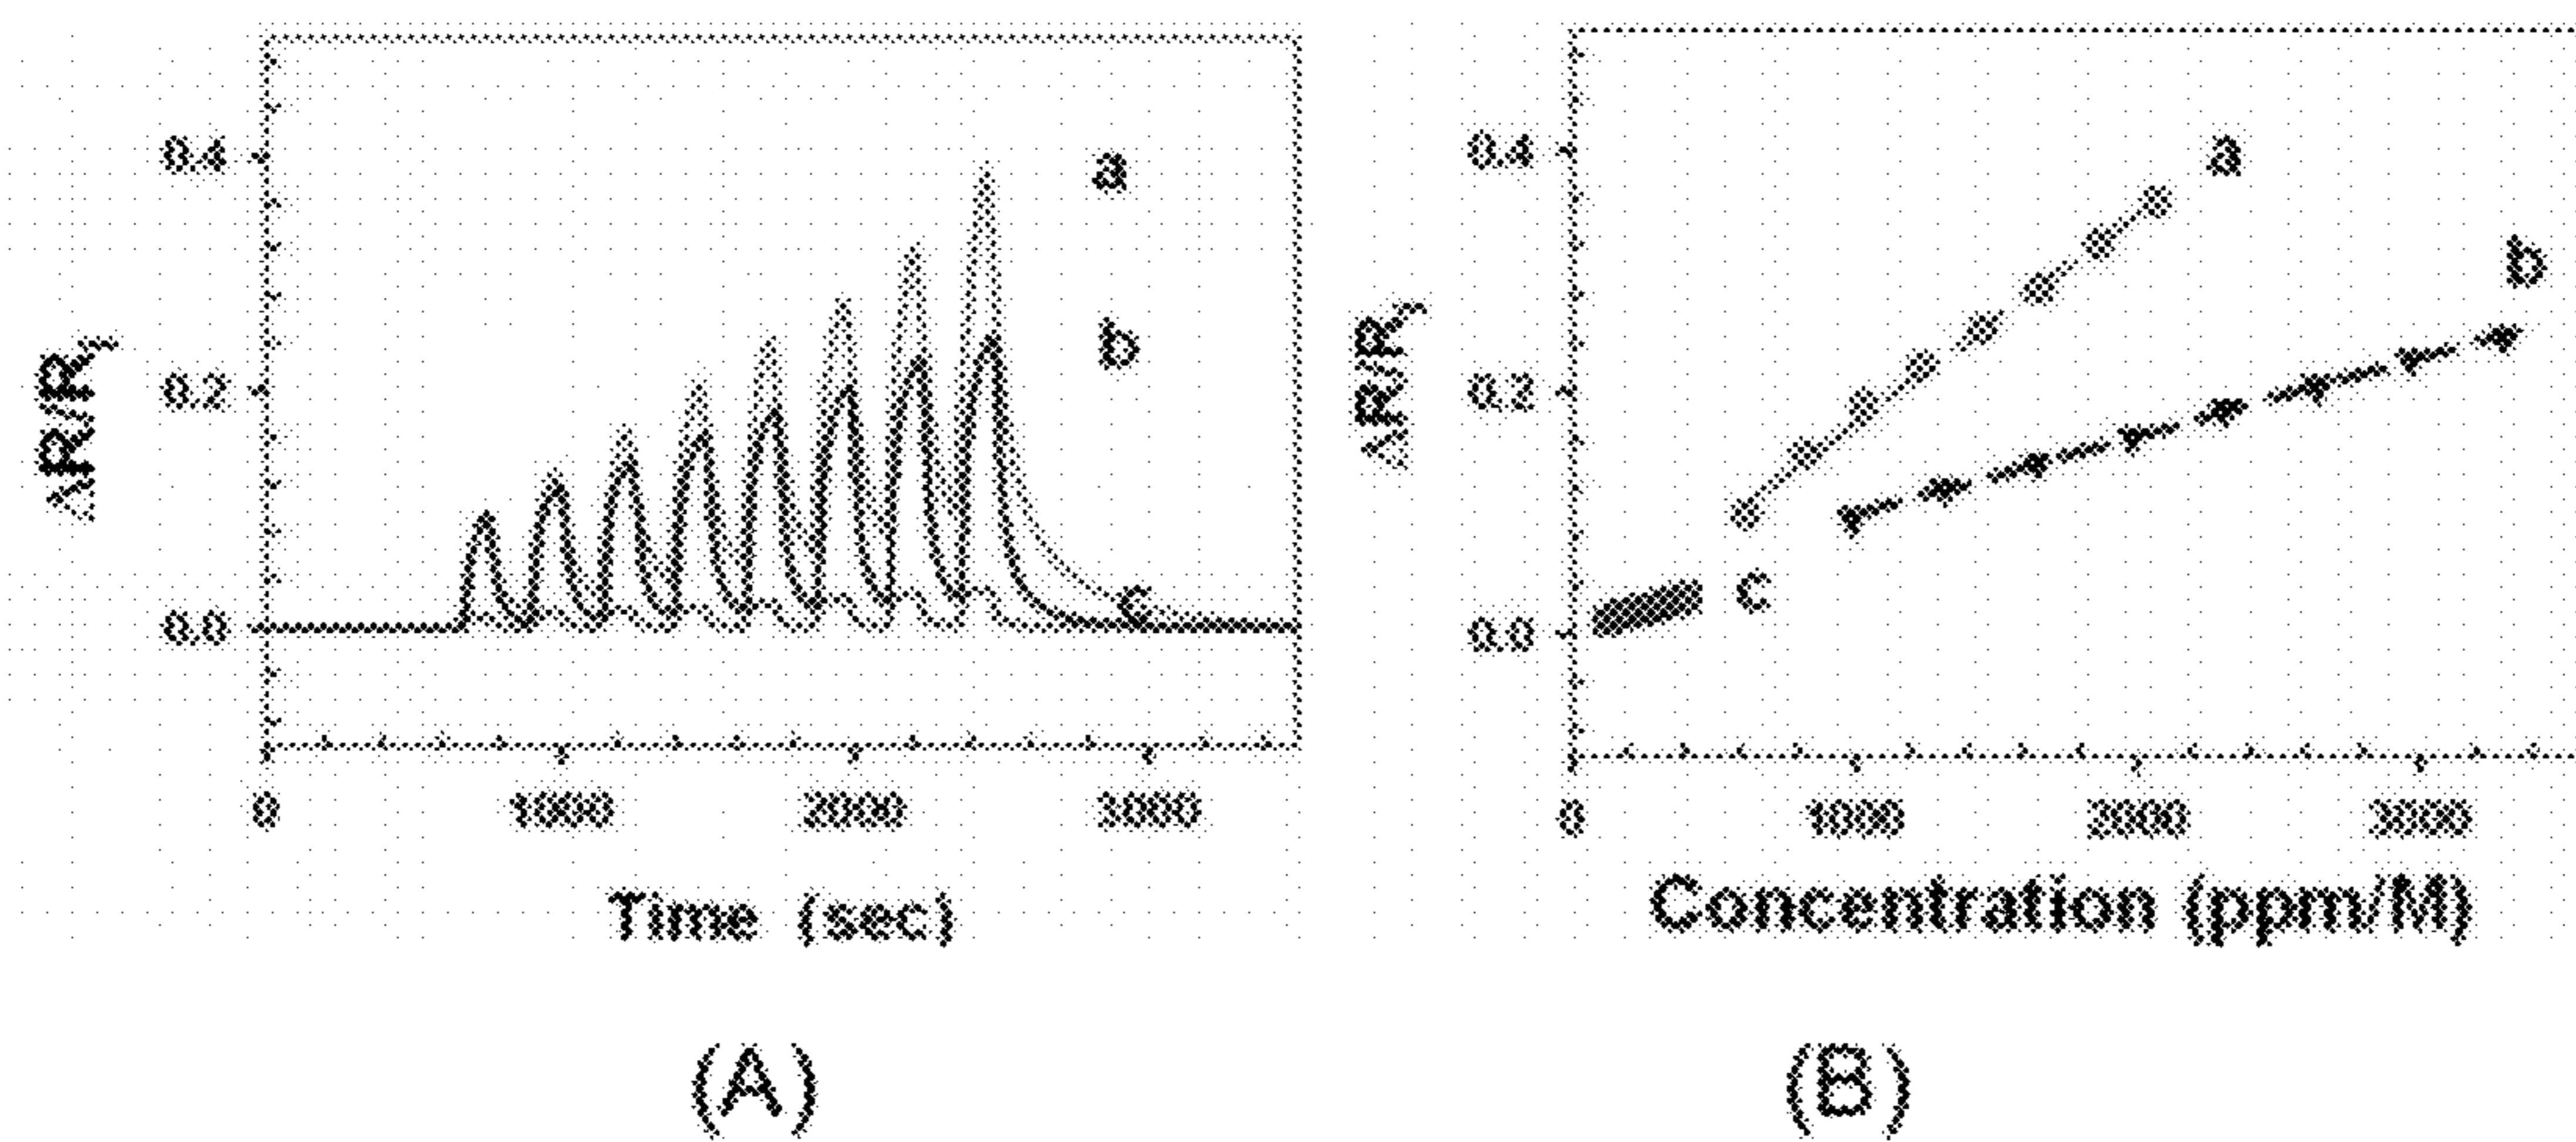 ΔR/R,
0.4
0.2
0.0
a
b
c
0
1000
2000
3000
Time (sec)
(A)
ΔR/R,
0.4
0.2
0.0
a
b
c
0
1000
2000
3000
Concentration (ppm/M)
(B)